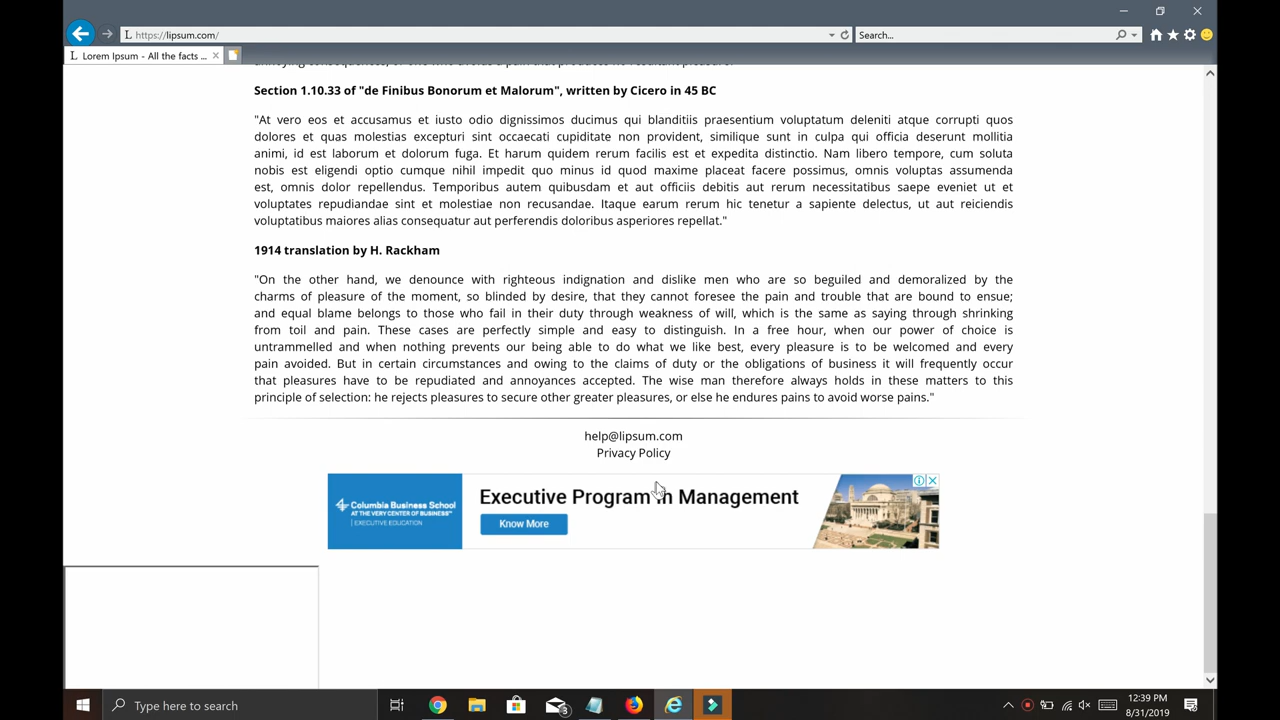 https://lipsum.com/
Search...
Lorem Ipsum - All the facts ...
Section 1.10.33 of "de Finibus Bonorum et Malorum", written by Cicero in 45 BC
"At vero eos et accusamus et iusto odio dignissimos ducimus qui blanditiis praesentium voluptatum deleniti atque corrupti quos
dolores et quas molestias excepturi sint occaecati cupiditate non provident, similique sunt in culpa qui officia deserunt mollitia
animi, id est laborum et dolorum fuga. Et harum quidem rerum facilis est et expedita distinctio. Nam libero tempore, cum soluta
nobis est eligendi optio cumque nihil impedit quo minus id quod maxime placeat facere possimus, omnis voluptas assumenda
est, omnis dolor repellendus. Temporibus autem quibusdam et aut officiis debitis aut rerum necessitatibus saepe eveniet ut et
voluptates repudiandae sint et molestiae non recusandae. Itaque earum rerum hic tenetur a sapiente delectus, ut aut reiciendis
voluptatibus maiores alias consequatur aut perferendis doloribus asperiores repellat."
1914 translation by H. Rackham
"On the other hand, we denounce with righteous indignation and dislike men who are so beguiled and demoralized by the
charms of pleasure of the moment, so blinded by desire, that they cannot foresee the pain and trouble that are bound to ensue;
and equal blame belongs to those who fail in their duty through weakness of will, which is the same as saying through shrinking
from toil and pain. These cases are perfectly simple and easy to distinguish. In a free hour, when our power of choice is
untrammelled and when nothing prevents our being able to do what we like best, every pleasure is to be welcomed and every
pain avoided. But in certain circumstances and owing to the claims of duty or the obligations of business it will frequently occur
that pleasures have to be repudiated and annoyances accepted. The wise man therefore always holds in these matters to this
principle of selection: he rejects pleasures to secure other greater pleasures, or else he endures pains to avoid worse pains."
help@lipsum.com
Privacy Policy
Columbia Business School
AT THE VERY CENTER OF BUSINESS™
EXECUTIVE EDUCATION
Executive Program in Management
Know More
Type here to search
3
12:39 PM
8/31/2019